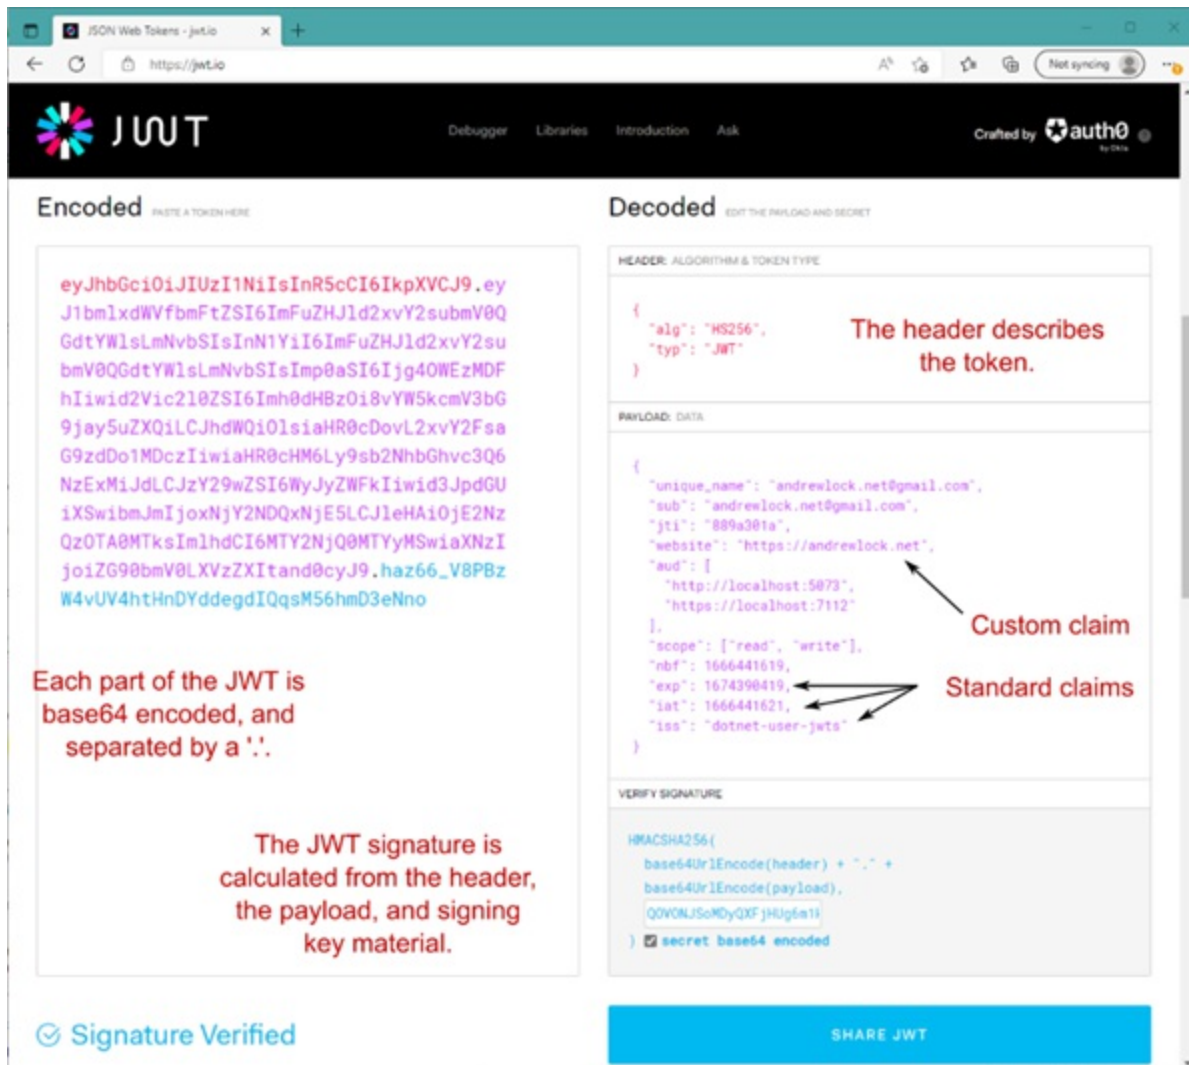 JSON Web Tokens - jwt.io
https://jwt.io
Not syncing
JWT
Debugger Libraries Introduction Ask
Crafted by auth0
by Okta
Encoded PASTE A TOKEN HERE
eyJhbGciOiJIUzI1NiIsInR5cCI6IkpXVCJ9.ey
J1bmlxdWVfbmFtZSI6ImFuZHJld2xvY2submV0Q
GdtYWlsLmNvbSIsInN1YiI6ImFuZHJld2xvY2su
bmV0QGdtYWlsLmNvbSIsImp0aSI6Ijg4OWEzMDF
hIiwid2Vic2l0ZSI6Imh0dHBzOi8vYW5kcmV3bG
9jay5uZXQiLCJhdWQiOlsiaHR0cDovL2xvY2Fsa
G9zdDo1MDczIiwiaHR0cHM6Ly9sb2NhbGhvc3Q6
NzExMiJdLCJzY29wZSI6WyJyZWFkIiwid3JpdGU
iXSwibmJmIjoxNjY2NDQxNjE5LCJleHAiOjE2Nz
QzOTA0MTksImlhdCI6MTY2NjQ0MTYyMSwiaXNzI
joiZG90bmV0LXVzZXItand0cyJ9.haz66_V8PBz
W4vUV4htHnDYddegdIQqsM56hmD3eNno
Each part of the JWT is
base64 encoded, and
separated by a '.'.
The JWT signature is
calculated from the header,
the payload, and signing
key material.
Signature Verified
Decoded EDIT THE PAYLOAD AND SECRET
HEADER: ALGORITHM & TOKEN TYPE
{
"alg": "HS256",
"typ": "JWT"
}
The header describes
the token.
PAYLOAD: DATA
{
"unique_name": "andrewlock.net@gmail.com",
"sub": "andrewlock.net@gmail.com",
"jti": "889a301a",
"website": "https://andrewlock.net",
"aud": [
"http://localhost:5073",
"https://localhost:7112"
],
"scope": ["read", "write"],
"nbf": 1666441619,
"exp": 1674390419,
"iat": 1666441621,
"iss": "dotnet-user-jwts"
}
Custom claim
Standard claims
VERIFY SIGNATURE
HMACSHA256(
base64UrlEncode(header) + "." +
base64UrlEncode(payload),
) secret base64 encoded
SHARE JWT